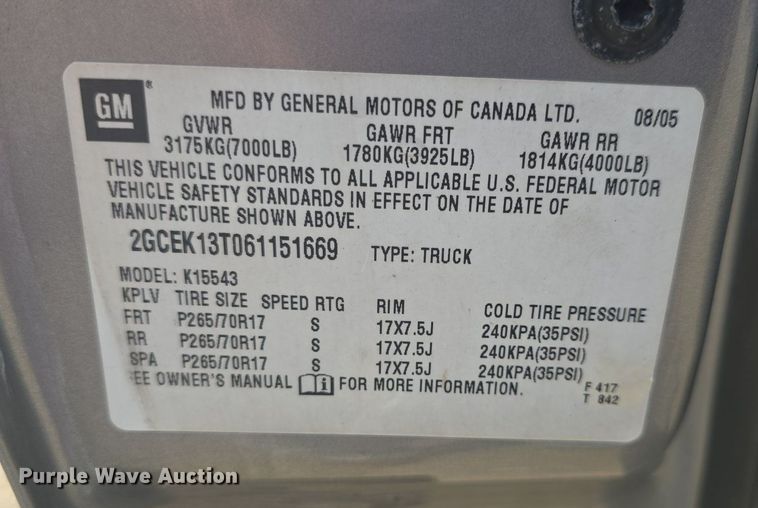 GM ® MFD BY GENERAL MOTORS OF CANADA LTD. 08/05
GVWR GAWR FRT GAWR RR
3175KG(7000LB) 1780KG(3925LB) 1814KG(4000LB)
THIS VEHICLE CONFORMS TO ALL APPLICABLE U.S. FEDERAL MOTOR
VEHICLE SAFETY STANDARDS IN EFFECT ON THE DATE OF
MANUFACTURE SHOWN ABOVE.
2GCEK13T061151669 TYPE: TRUCK
MODEL: K15543
KPLV TIRE SIZE SPEED RTG RIM COLD TIRE PRESSURE
FRT P265/70R17 S 17X7.5J 240KPA(35PSI)
RR P265/70R17 S 17X7.5J 240KPA(35PSI)
SPA P265/70R17 S 17X7.5J 240KPA(35PSI)
SEE OWNER'S MANUAL FOR MORE INFORMATION. F 417
T 842
Purple Wave Auction